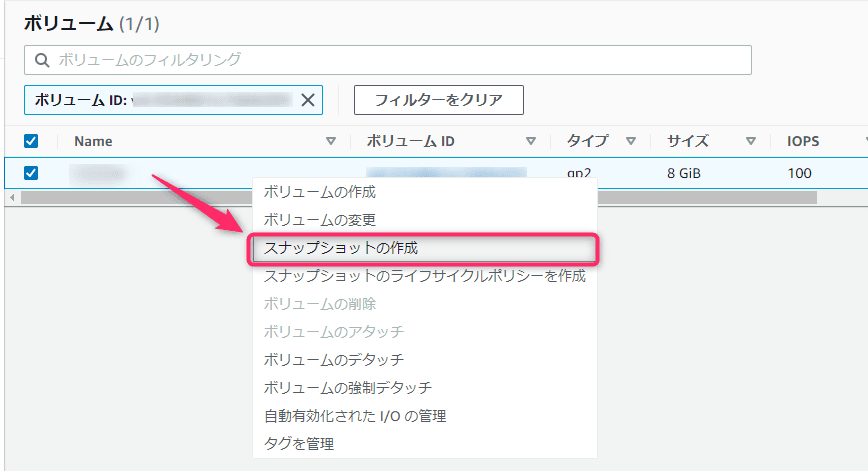 ボリューム (1/1)
ボリュームのフィルタリング
ボリューム ID:
フィルターをクリア
Name ボリューム ID タイプ サイズ IOPS
gp2 8 GiB 100
ボリュームの作成
ボリュームの変更
スナップショットの作成
スナップショットのライフサイクルポリシーを作成
ボリュームの削除
ボリュームのアタッチ
ボリュームのデタッチ
ボリュームの強制デタッチ
自動有効化された I/O の管理
タグを管理